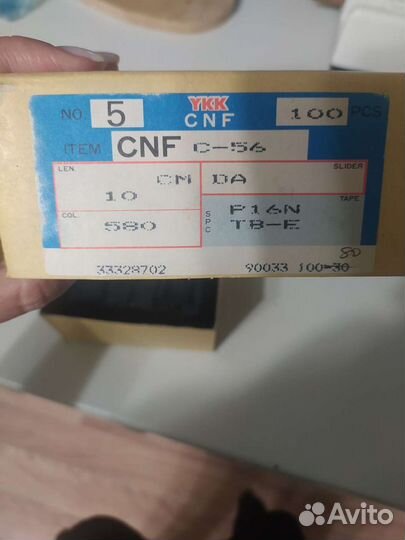 NO. 5 YKK 100 PCS
CNF
ITEM CNF C-56
LEN. CM DA SLIDER
10
COL. 580 SPC P16N TAPE
TB-E
80
33328702 90033 100-30
Avito